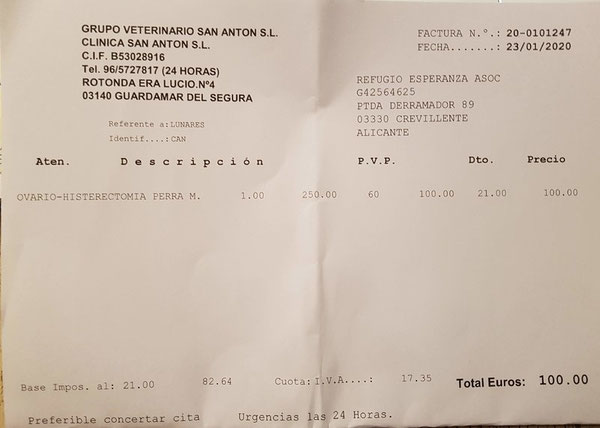 GRUPO VETERINARIO SAN ANTON S.L.
CLINICA SAN ANTON S.L.
C.I.F. B53028916
Tel. 96/5727817 (24 HORAS)
ROTONDA ERA LUCIO.Nº4
03140 GUARDAMAR DEL SEGURA
FACTURA N.º.: 20-0101247
FECHA.......: 23/01/2020
REFUGIO ESPERANZA ASOC
G42564625
PTDA DERRAMADOR 89
03330 CREVILLENTE
ALICANTE
Referente a:LUNARES
Identif....:CAN
Aten. Descripción P.V.P. Dto. Precio
OVARIO-HISTERECTOMIA PERRA M. 1.00 250.00 60 100.00 21.00 100.00
Base Impos. al: 21.00 82.64 Cuota:I.V.A....: 17.35 Total Euros: 100.00
Preferible concertar cita Urgencias las 24 Horas.